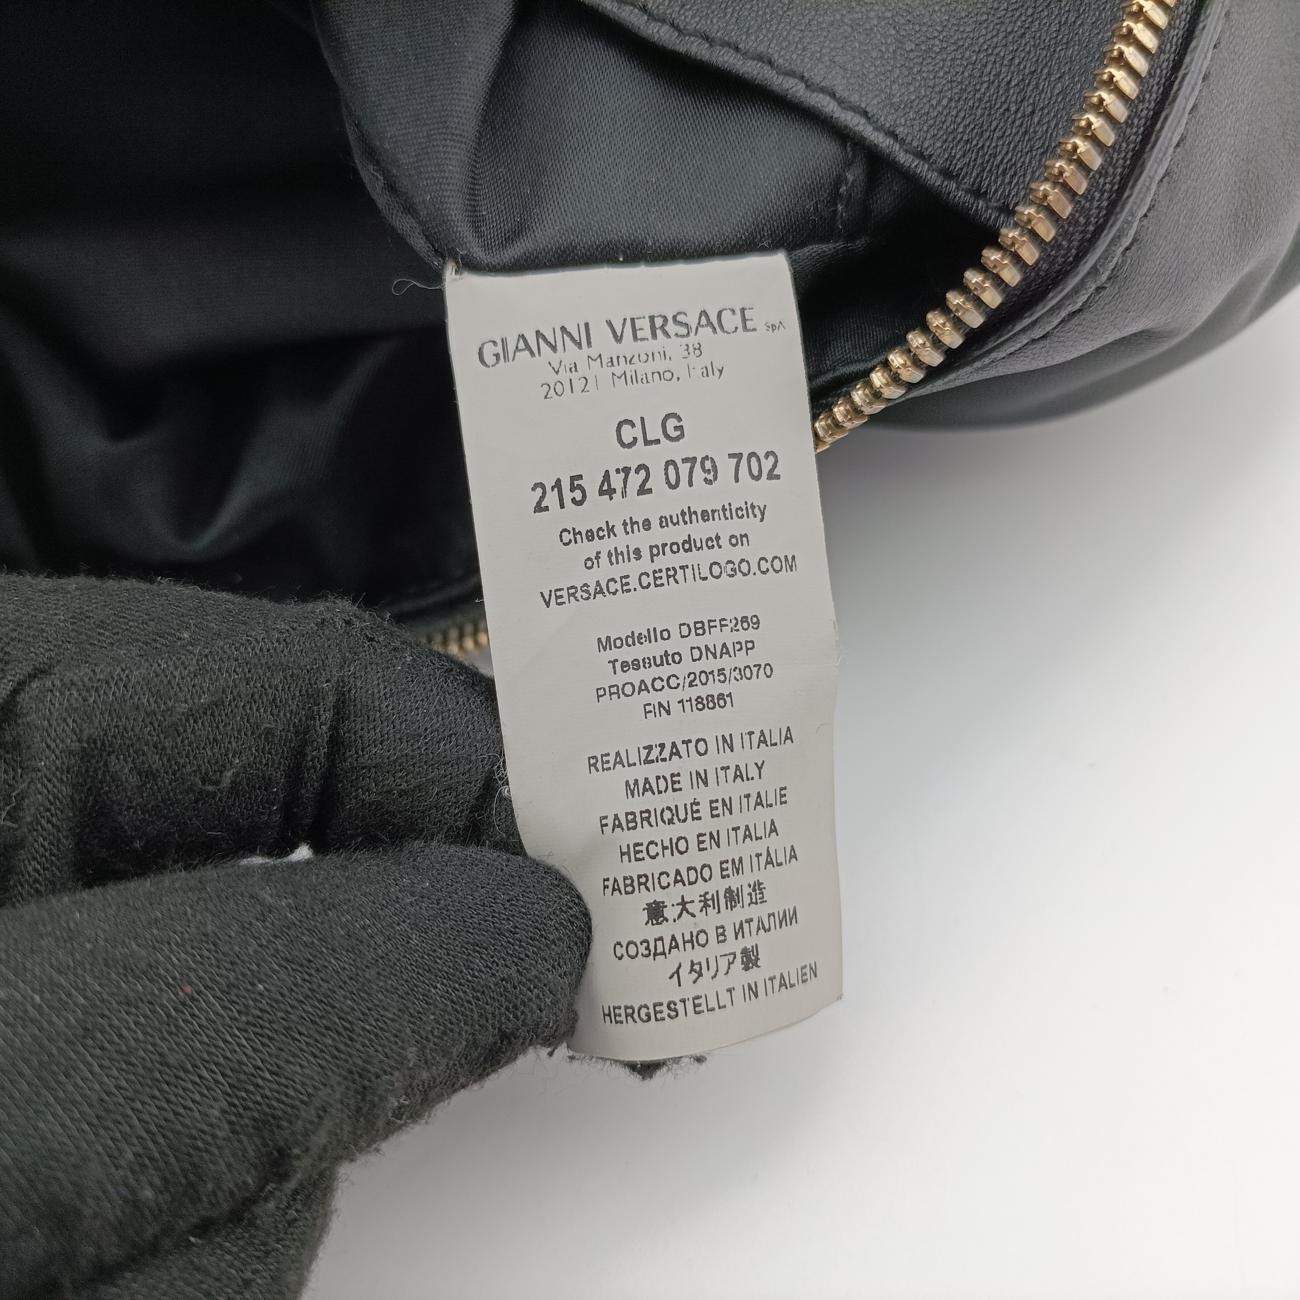 GIANNI VERSACE SpA
Via Manzoni, 38
20121 Milano, Italy
CLG
215 472 079 702
Check the authenticity
of this product on
VERSACE.CERTILOGO.COM
Modello DBFF269
Tessuto DNAPP
PROACC/2015/3070
FIN 118861
REALIZZATO IN ITALIA
MADE IN ITALY
FABRIQUÉ EN ITALIE
HECHO EN ITALIA
FABRICADO EM ITÁLIA
意大利制造
СОЗДАНО В ИТАЛИИ
イタリア製
HERGESTELLT IN ITALIEN